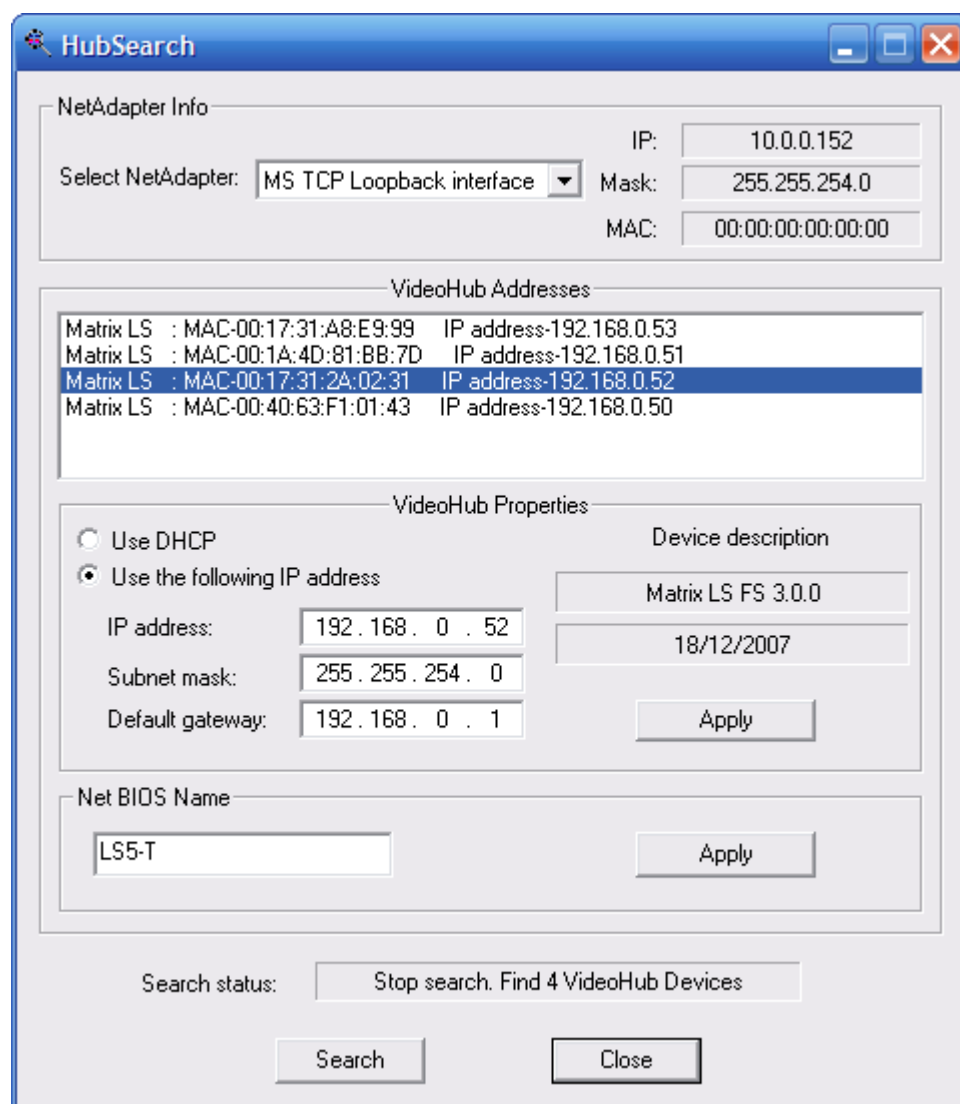 HubSearch
NetAdapter Info
IP: 10.0.0.152
Select NetAdapter: MS TCP Loopback interface Mask: 255.255.254.0
MAC: 00:00:00:00:00:00
VideoHub Addresses
Matrix LS : MAC-00:17:31:A8:E9:99 IP address-192.168.0.53
Matrix LS : MAC-00:1A:4D:81:BB:7D IP address-192.168.0.51
Matrix LS : MAC-00:17:31:2A:02:31 IP address-192.168.0.52
Matrix LS : MAC-00:40:63:F1:01:43 IP address-192.168.0.50
VideoHub Properties
Use DHCP
Device description
Use the following IP address
Matrix LS FS 3.0.0
IP address: 192 . 168 . 0 . 52
18/12/2007
Subnet mask: 255 . 255 . 254 . 0
Default gateway: 192 . 168 . 0 . 1
Apply
Net BIOS Name
LS5-T
Apply
Search status: Stop search. Find 4 VideoHub Devices
Search Close